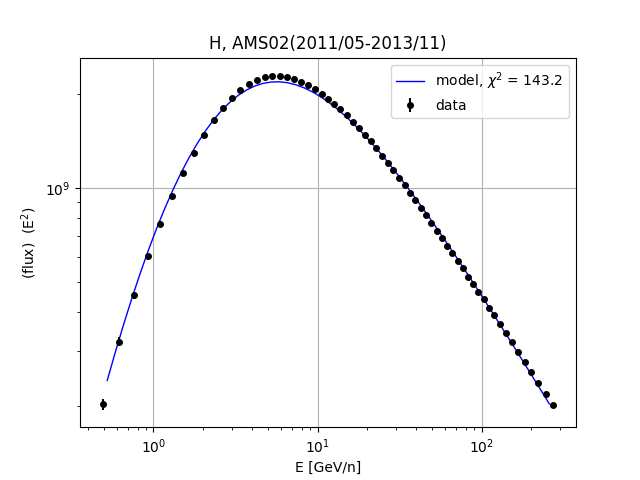 H, AMS02(2011/05-2013/11)
model, χ² = 143.2
data
10⁹
(flux) (E²)
10⁰ 10¹ 10²
E [GeV/n]